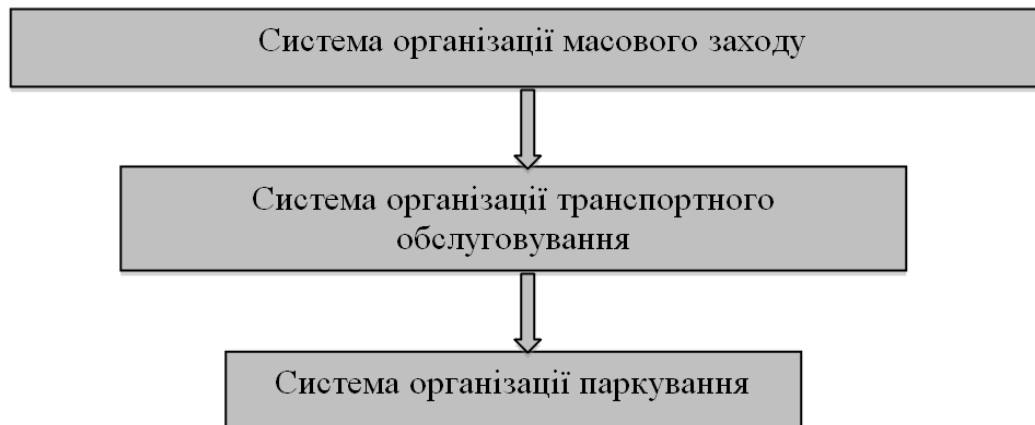 Система організації масового заходу
Система організації транспортного
обслуговування
Система організації паркування